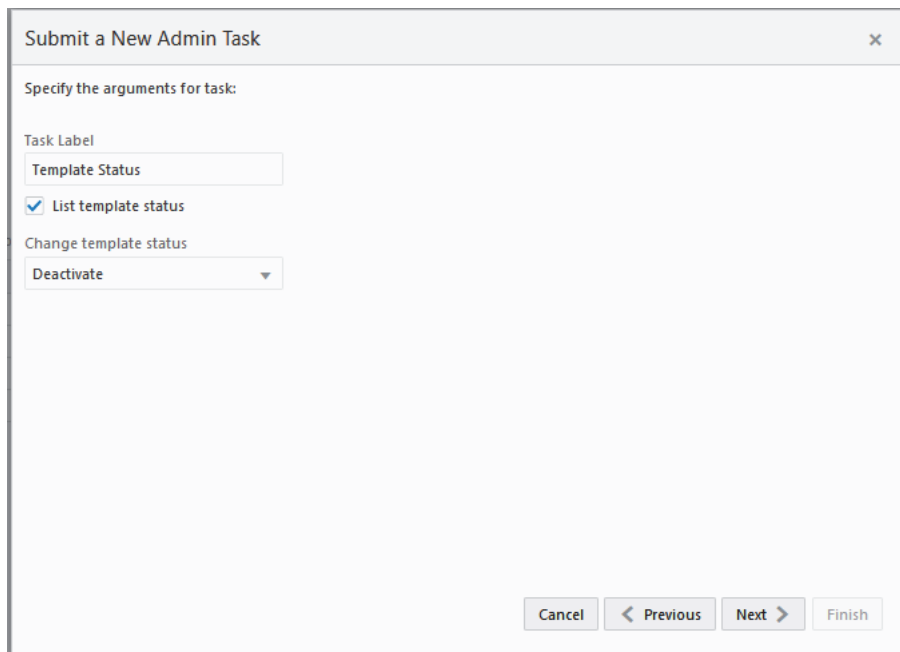 Submit a New Admin Task
Specify the arguments for task:
Task Label
Template Status
List template status
Change template status
Deactivate
Cancel Previous Next Finish